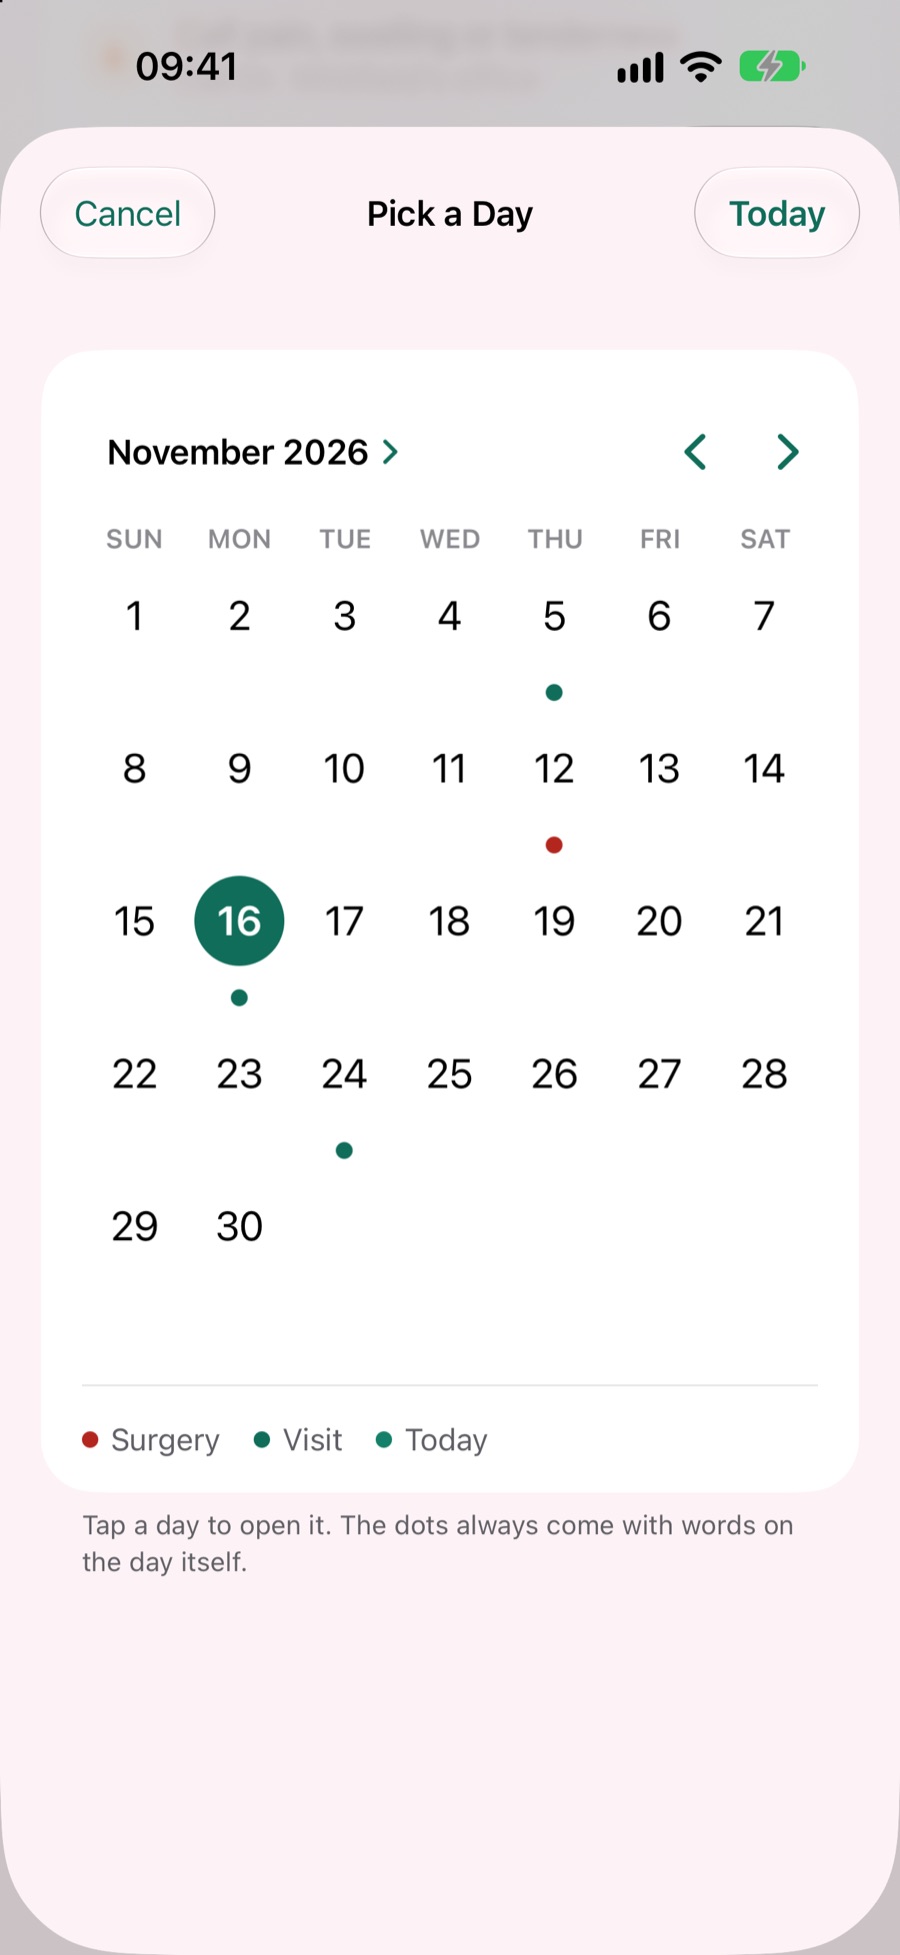 09:41
Cancel
Pick a Day
Today
November 2026
SUN MON TUE WED THU FRI SAT
1 2 3 4 5 6 7
8 9 10 11 12 13 14
15 16 17 18 19 20 21
22 23 24 25 26 27 28
29 30
Surgery Visit Today
Tap a day to open it. The dots always come with words on
the day itself.